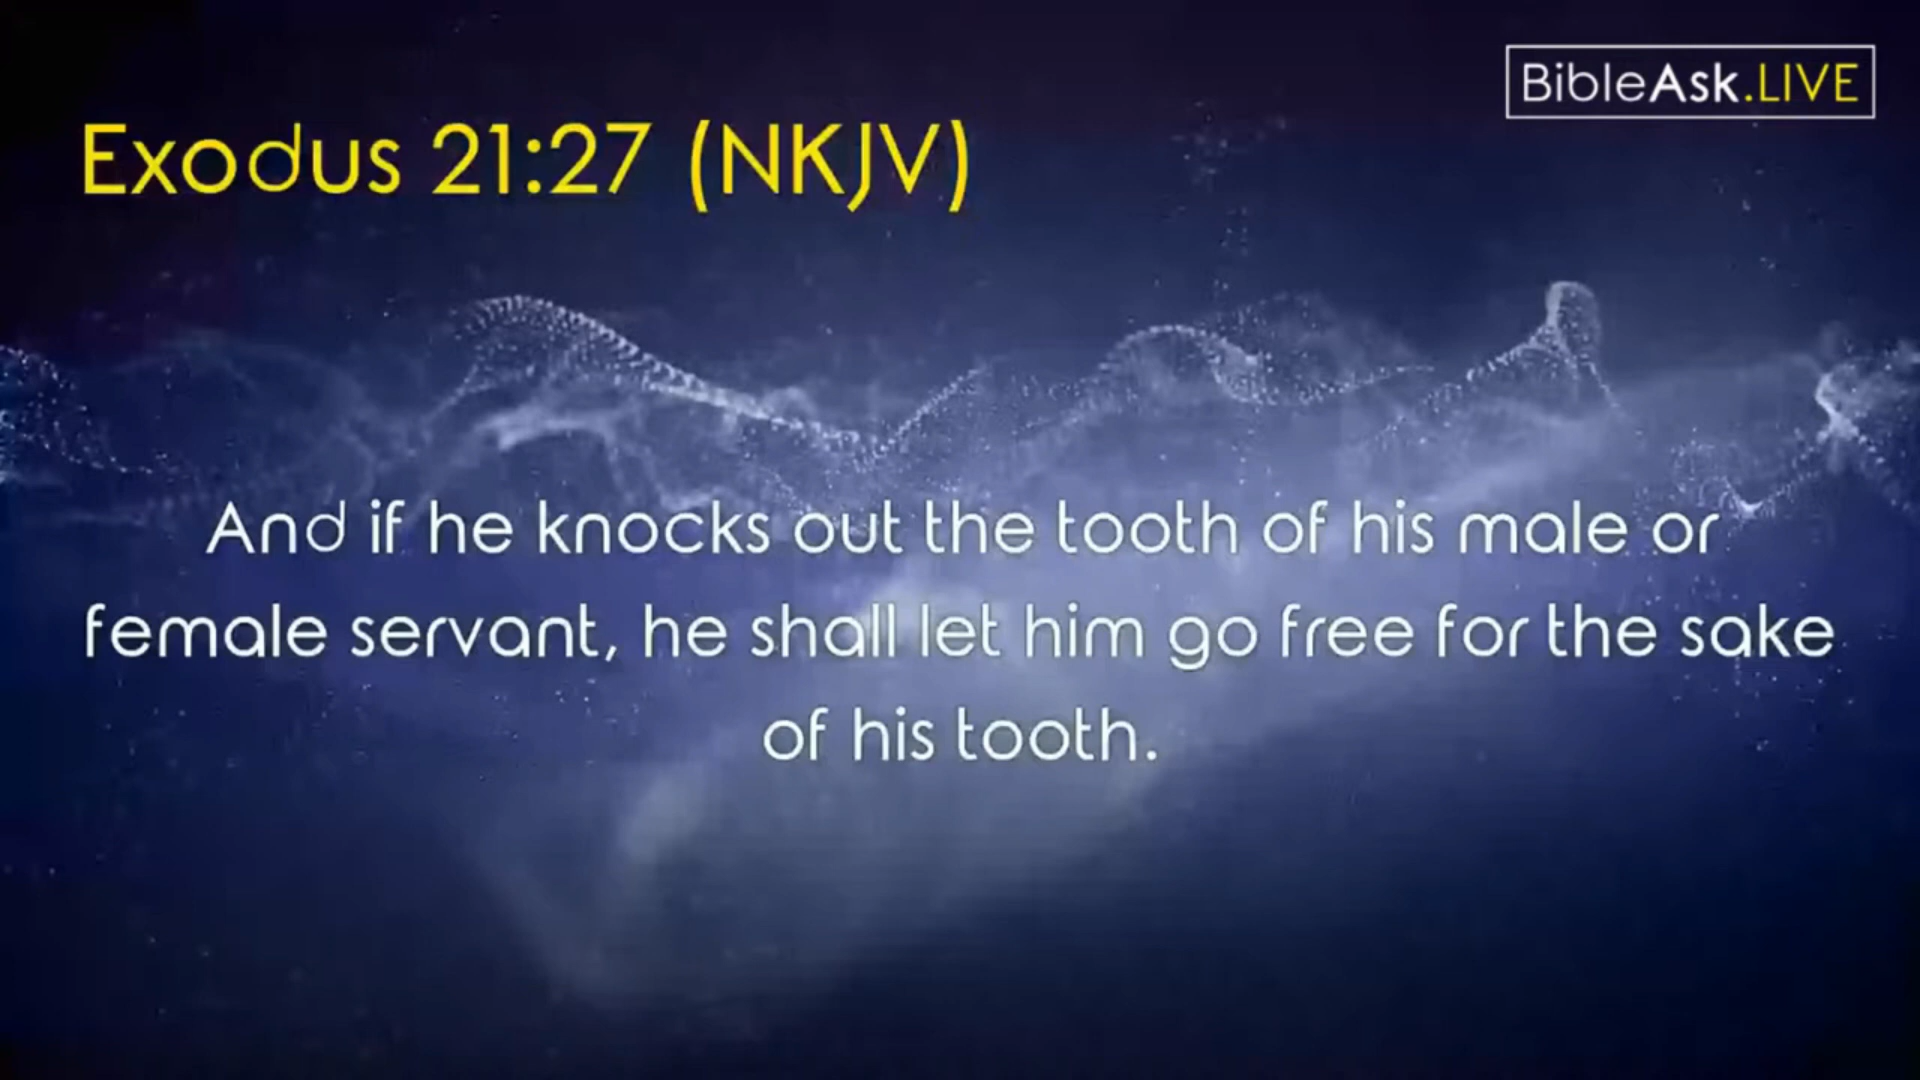 BibleAsk.LIVE
Exodus 21:27 (NKJV)
And if he knocks out the tooth of his male or
female servant, he shall let him go free for the sake
of his tooth.